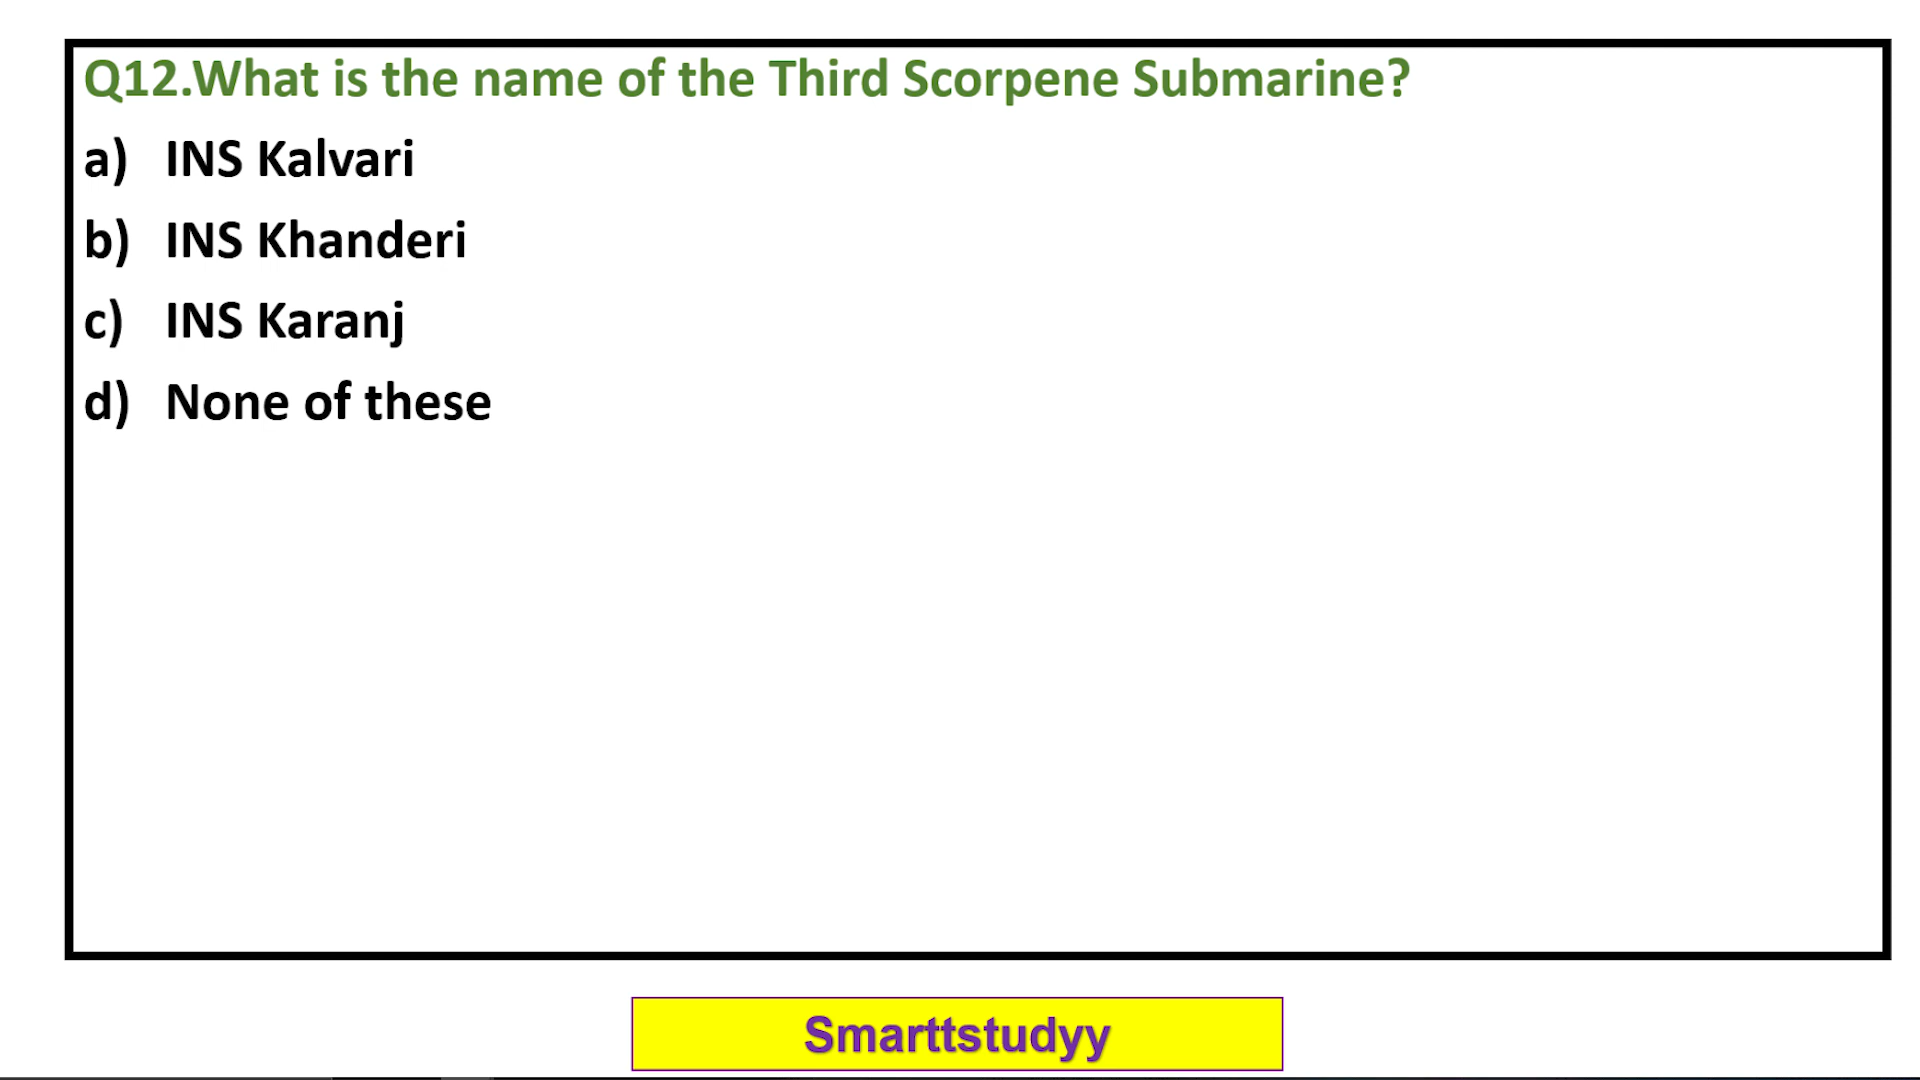 Q12.What is the name of the Third Scorpene Submarine?
a) INS Kalvari
b) INS Khanderi
c) INS Karanj
d) None of these
Smarttstudyy